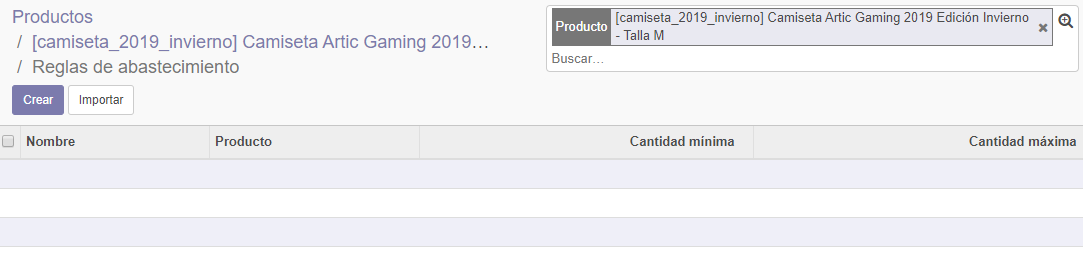 Productos
/ [camiseta_2019_invierno] Camiseta Artic Gaming 2019…
/ Reglas de abastecimiento
Producto [camiseta_2019_invierno] Camiseta Artic Gaming 2019 Edición Invierno
- Talla M
Buscar...
Crear Importar
Nombre Producto Cantidad mínima Cantidad máxima